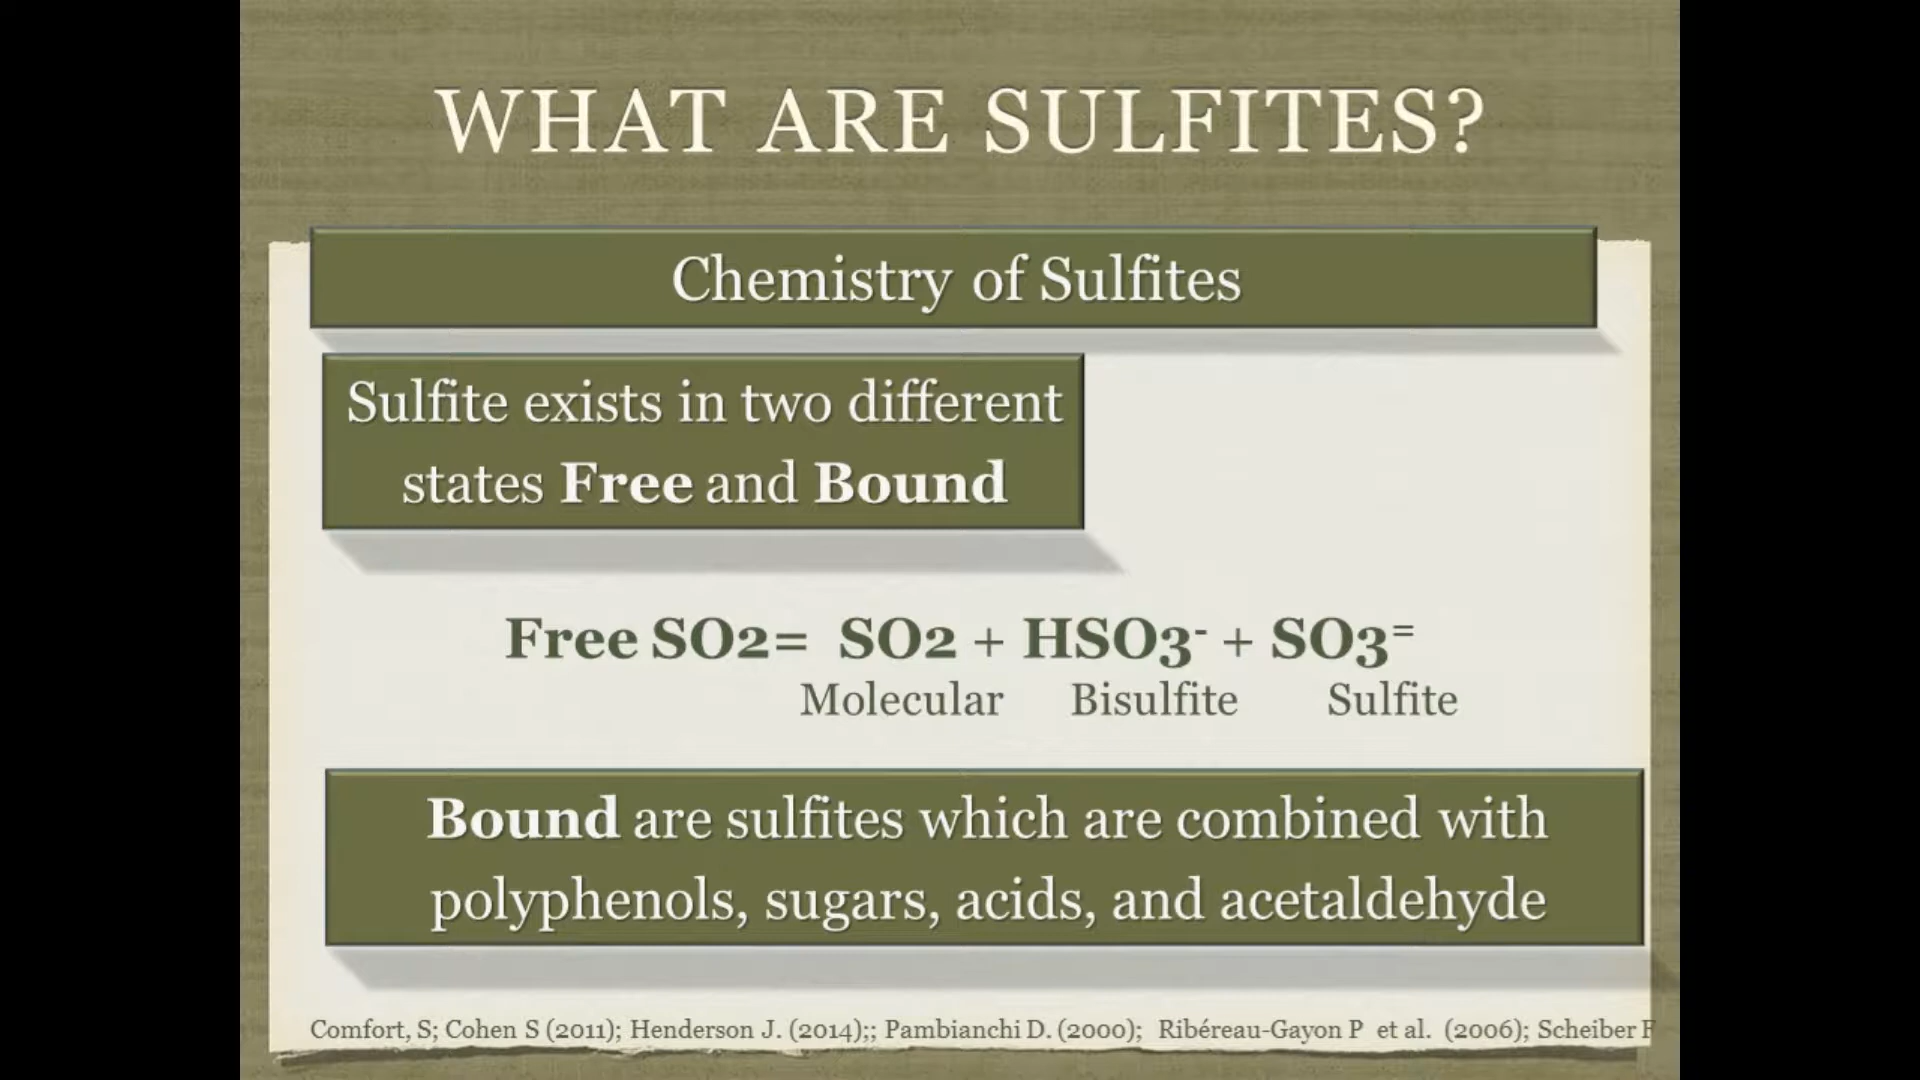 WHAT ARE SULFITES?
Chemistry of Sulfites
Sulfite exists in two different
states Free and Bound
Free SO2= SO2 + HSO3⁻ + SO3⁼
Molecular Bisulfite Sulfite
Bound are sulfites which are combined with
polyphenols, sugars, acids, and acetaldehyde
Comfort, S; Cohen S (2011); Henderson J. (2014);; Pambianchi D. (2000); Ribéreau-Gayon P et al. (2006); Scheiber F